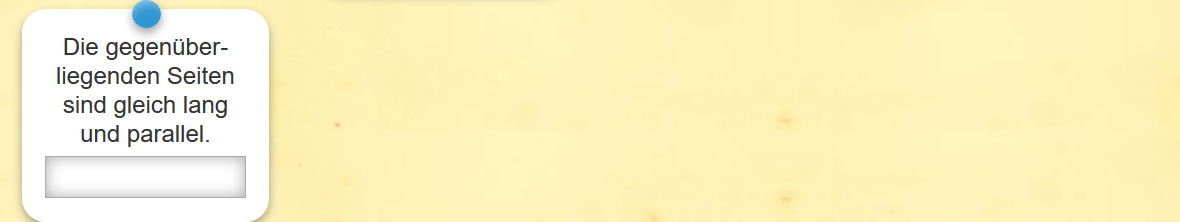 Die gegenüber-
liegenden Seiten
sind gleich lang
und parallel.